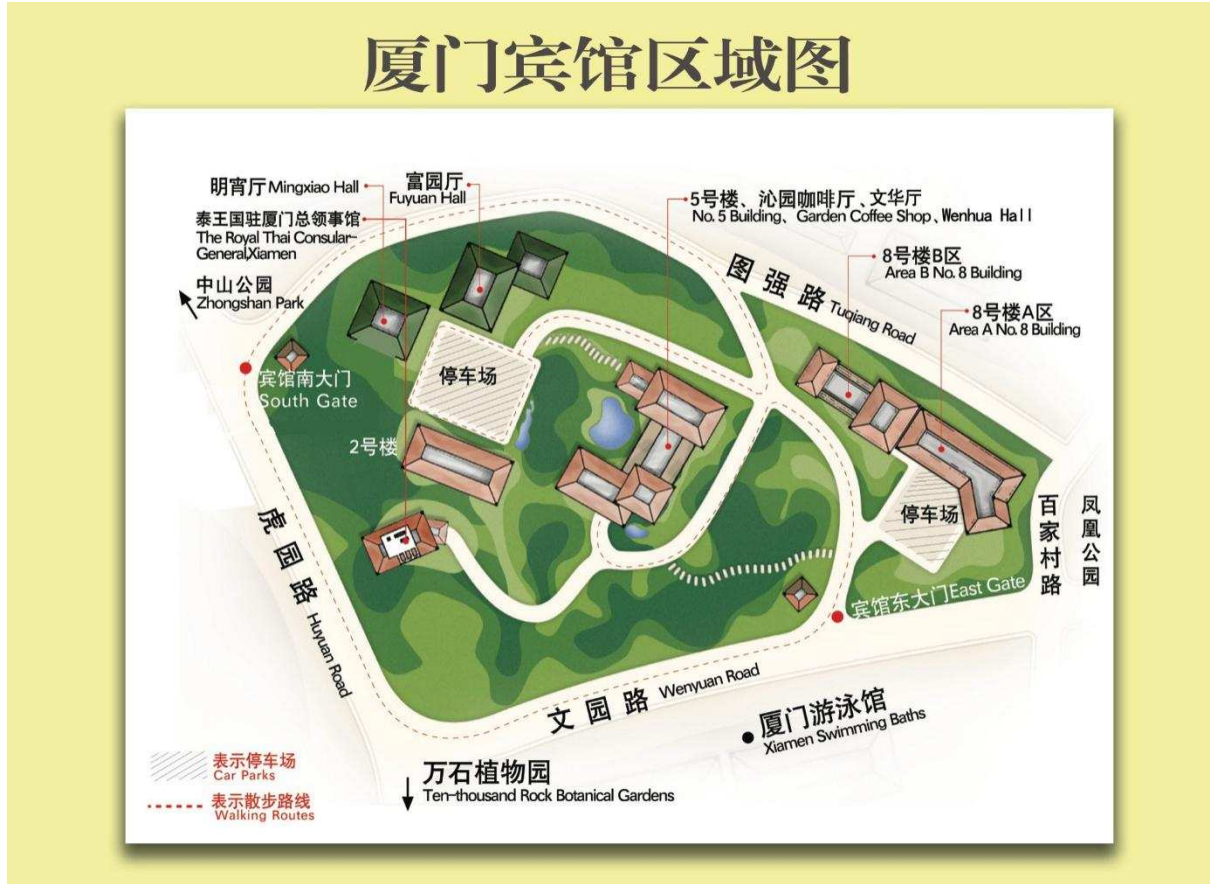 厦门宾馆区域图
明宵厅 Mingxiao Hall
富园厅
Fuyuan Hall
泰王国驻厦门总领事馆
The Royal Thai Consular-
General,Xiamen
中山公园
Zhongshan Park
5号楼、沁园咖啡厅、文华厅
No. 5 Building、Garden Coffee Shop、Wenhua Hall
8号楼B区
Area B No. 8 Building
8号楼A区
Area A No. 8 Building
图强路 Tuqiang Road
宾馆南大门
South Gate
停车场
2号楼
停车场
百家村路
凤凰公园
虎园路 Huyuan Road
宾馆东大门East Gate
文园路 Wenyuan Road
厦门游泳馆
Xiamen Swimming Baths
万石植物园
Ten-thousand Rock Botanical Gardens
表示停车场
Car Parks
表示散步路线
Walking Routes